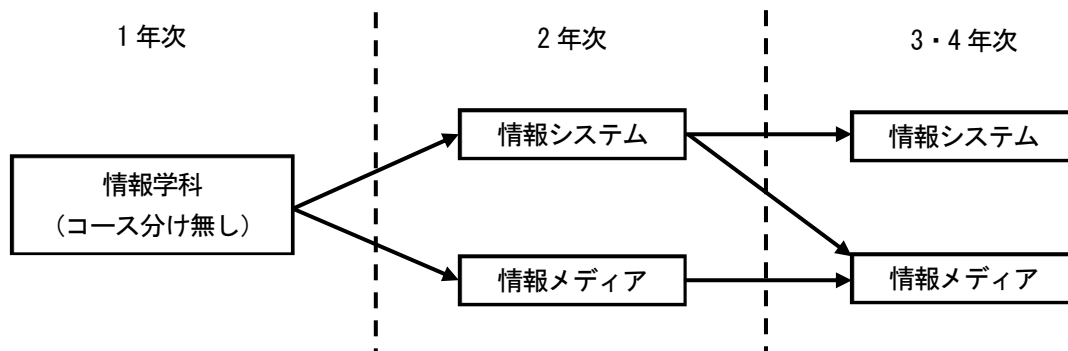 1 年次
2 年次
3・4 年次
情報学科
（コース分け無し）
情報システム
情報メディア
情報システム
情報メディア